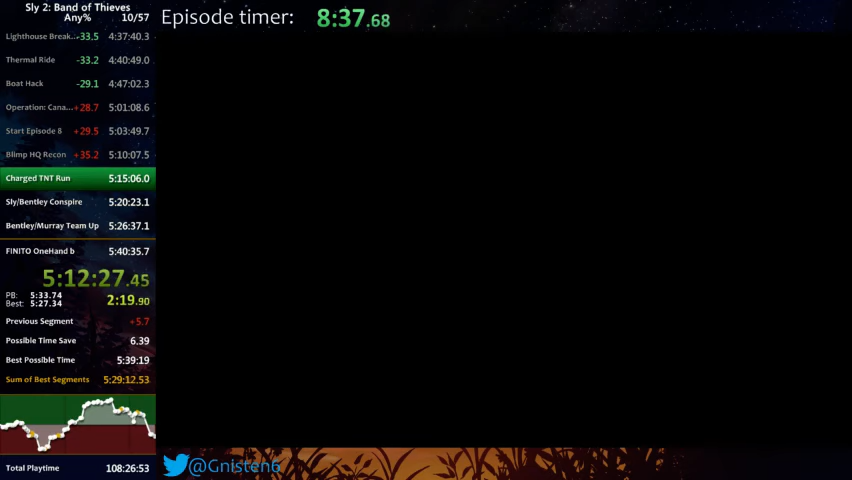 Sly 2: Band of Thieves
Any% 10/57
Lighthouse Break... -33.5 4:37:40.3
Thermal Ride -33.2 4:40:49.0
Boat Hack -29.1 4:47:02.3
Operation: Cana... +28.7 5:01:08.6
Start Episode 8 +29.5 5:03:49.7
Blimp HQ Recon +35.2 5:10:07.5
Charged TNT Run 5:15:06.0
Sly/Bentley Conspire 5:20:23.1
Bentley/Murray Team Up 5:26:37.1
FINITO OneHand b 5:40:35.7
5:12:27.45
PB: 5:33.74
Best: 5:27.34 2:19.90
Previous Segment +5.7
Possible Time Save 6.39
Best Possible Time 5:39:19
Sum of Best Segments 5:29:12.53
Total Playtime 108:26:53
Episode timer: 8:37.68
@Gnisten6